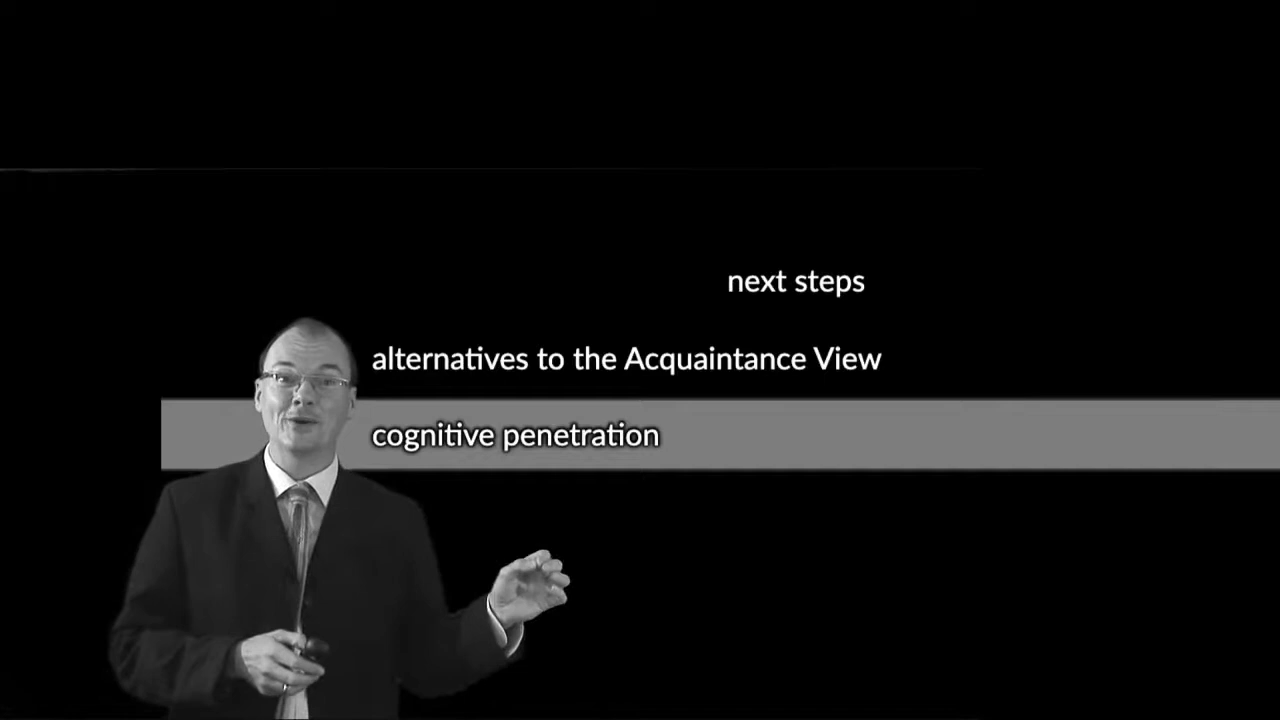 next steps
alternatives to the Acquaintance View
cognitive penetration